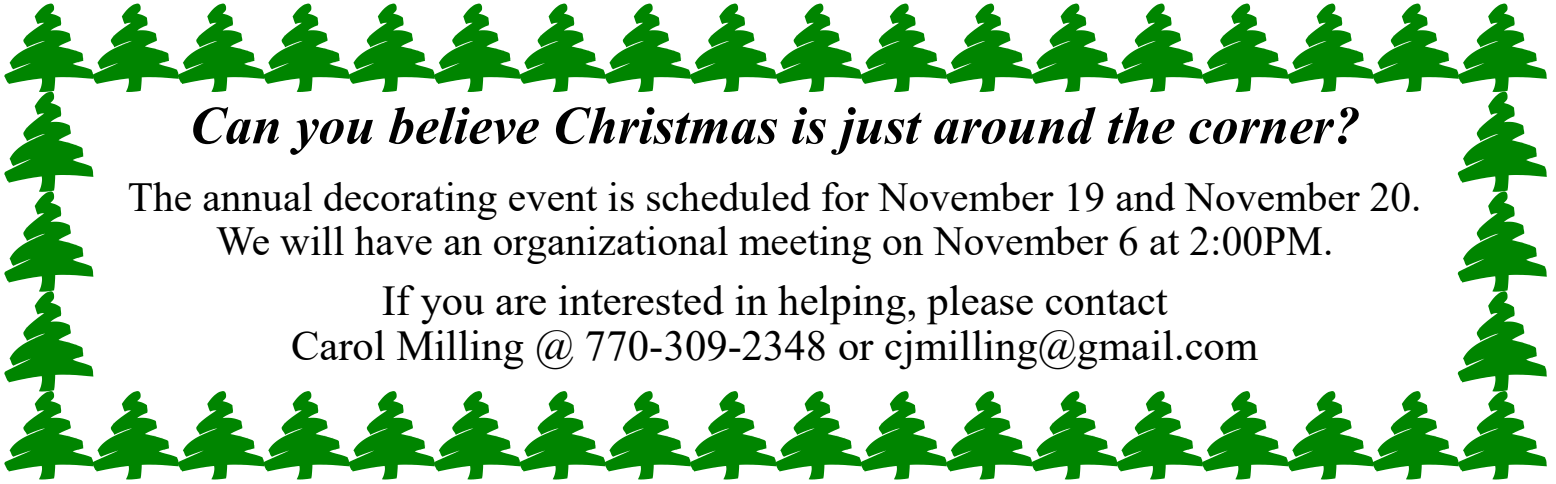 Can you believe Christmas is just around the corner?
The annual decorating event is scheduled for November 19 and November 20.
We will have an organizational meeting on November 6 at 2:00PM.
If you are interested in helping, please contact
Carol Milling @ 770-309-2348 or cjmilling@gmail.com